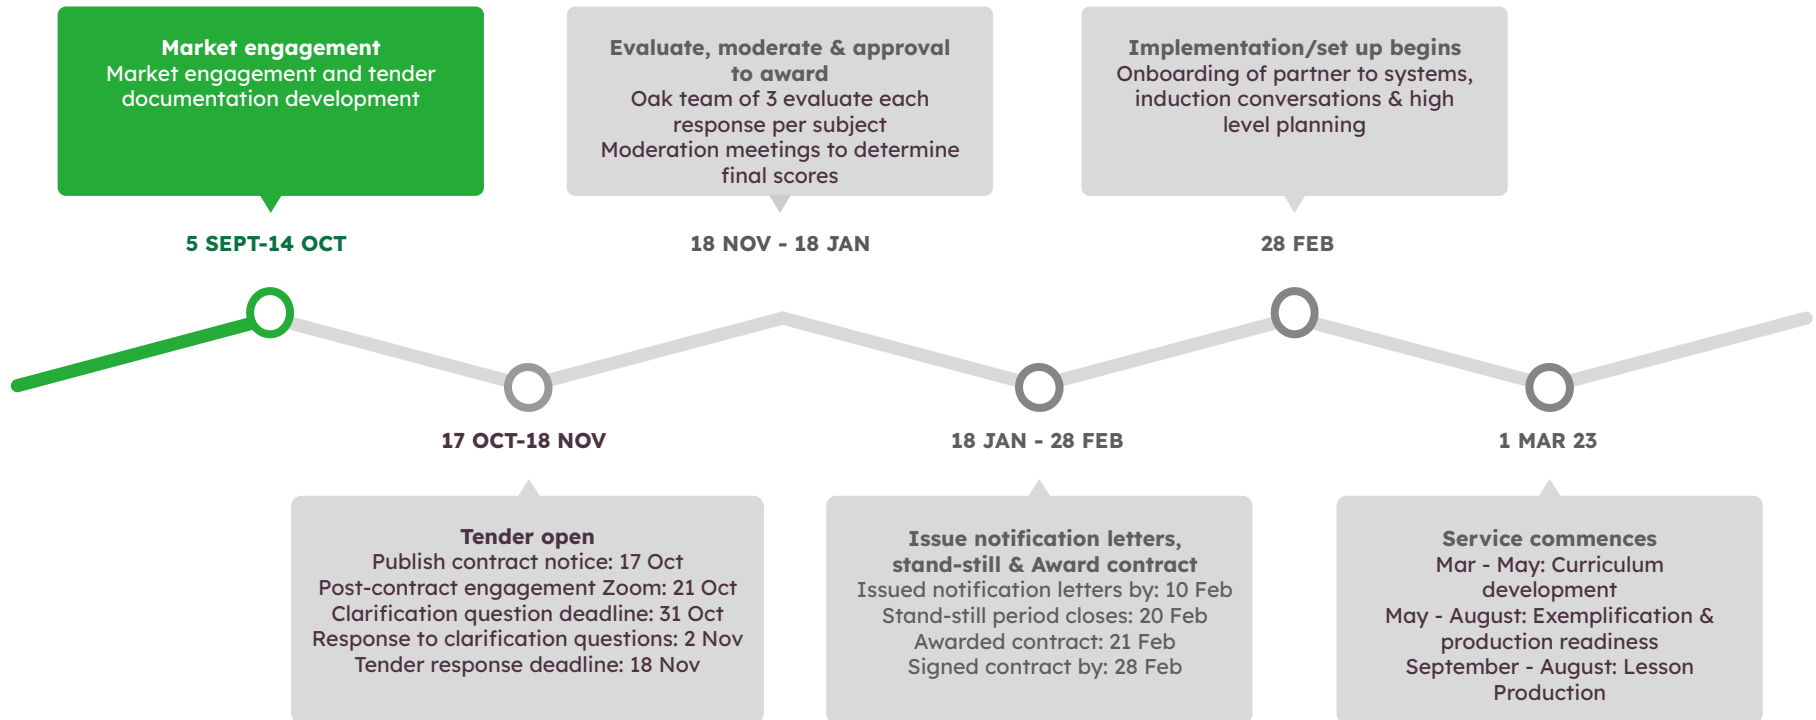 Market engagement
Market engagement and tender
documentation development
5 SEPT-14 OCT
Evaluate, moderate & approval
to award
Oak team of 3 evaluate each
response per subject
Moderation meetings to determine
final scores
18 NOV - 18 JAN
Implementation/set up begins
Onboarding of partner to systems,
induction conversations & high
level planning
28 FEB
17 OCT-18 NOV
Tender open
Publish contract notice: 17 Oct
Post-contract engagement Zoom: 21 Oct
Clarification question deadline: 31 Oct
Response to clarification questions: 2 Nov
Tender response deadline: 18 Nov
18 JAN - 28 FEB
Issue notification letters,
stand-still & Award contract
Issued notification letters by: 10 Feb
Stand-still period closes: 20 Feb
Awarded contract: 21 Feb
Signed contract by: 28 Feb
1 MAR 23
Service commences
Mar - May: Curriculum
development
May - August: Exemplification &
production readiness
September - August: Lesson
Production